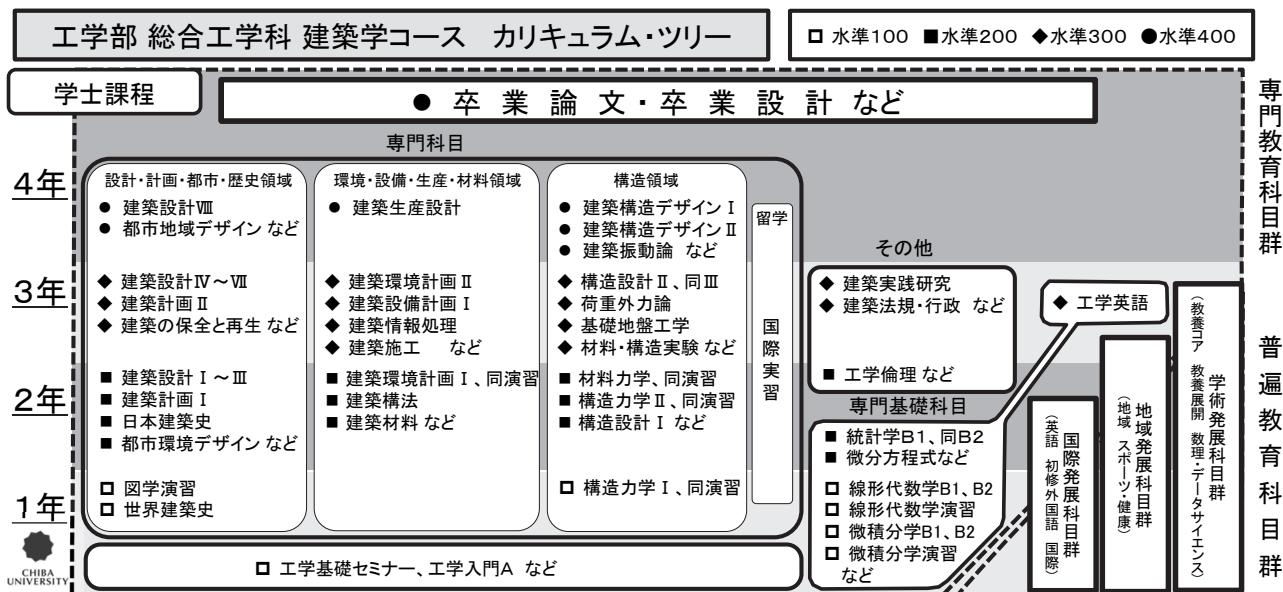 工学部 総合工学科 建築学コース カリキュラム・ツリー
□ 水準100 ■水準200 ◆水準300 ●水準400
学士課程
● 卒業論文・卒業設計 など
専門教育科目群
普遍教育科目群
4年
3年
2年
1年
専門科目
設計・計画・都市・歴史領域
● 建築設計Ⅷ
● 都市地域デザイン など
◆ 建築設計Ⅳ～Ⅶ
◆ 建築計画Ⅱ
◆ 建築の保全と再生 など
■ 建築設計Ⅰ～Ⅲ
■ 建築計画Ⅰ
■ 日本建築史
■ 都市環境デザイン など
□ 図学演習
□ 世界建築史
環境・設備・生産・材料領域
● 建築生産設計
◆ 建築環境計画Ⅱ
◆ 建築設備計画Ⅰ
◆ 建築情報処理
◆ 建築施工 など
■ 建築環境計画Ⅰ、同演習
■ 建築構法
■ 建築材料 など
構造領域
● 建築構造デザインⅠ
● 建築構造デザインⅡ
● 建築振動論 など
◆ 構造設計Ⅱ、同Ⅲ
◆ 荷重外力論
◆ 基礎地盤工学
◆ 材料・構造実験 など
■ 材料力学、同演習
■ 構造力学Ⅱ、同演習
■ 構造設計Ⅰ など
□ 構造力学Ⅰ、同演習
留学
国際実習
□ 工学基礎セミナー、工学入門A など
その他
◆ 建築実践研究
◆ 建築法規・行政 など
■ 工学倫理 など
専門基礎科目
■ 統計学B1、同B2
■ 微分方程式など
□ 線形代数学B1、B2
□ 線形代数学演習
□ 微積分学B1、B2
□ 微積分学演習
など
◆ 工学英語
国際発展科目群
（英語 初修外国語 国際）
地域発展科目群
（地域 スポーツ・健康）
学術発展科目群
（教養コア 教養展開 数理・データサイエンス）
CHIBA
UNIVERSITY